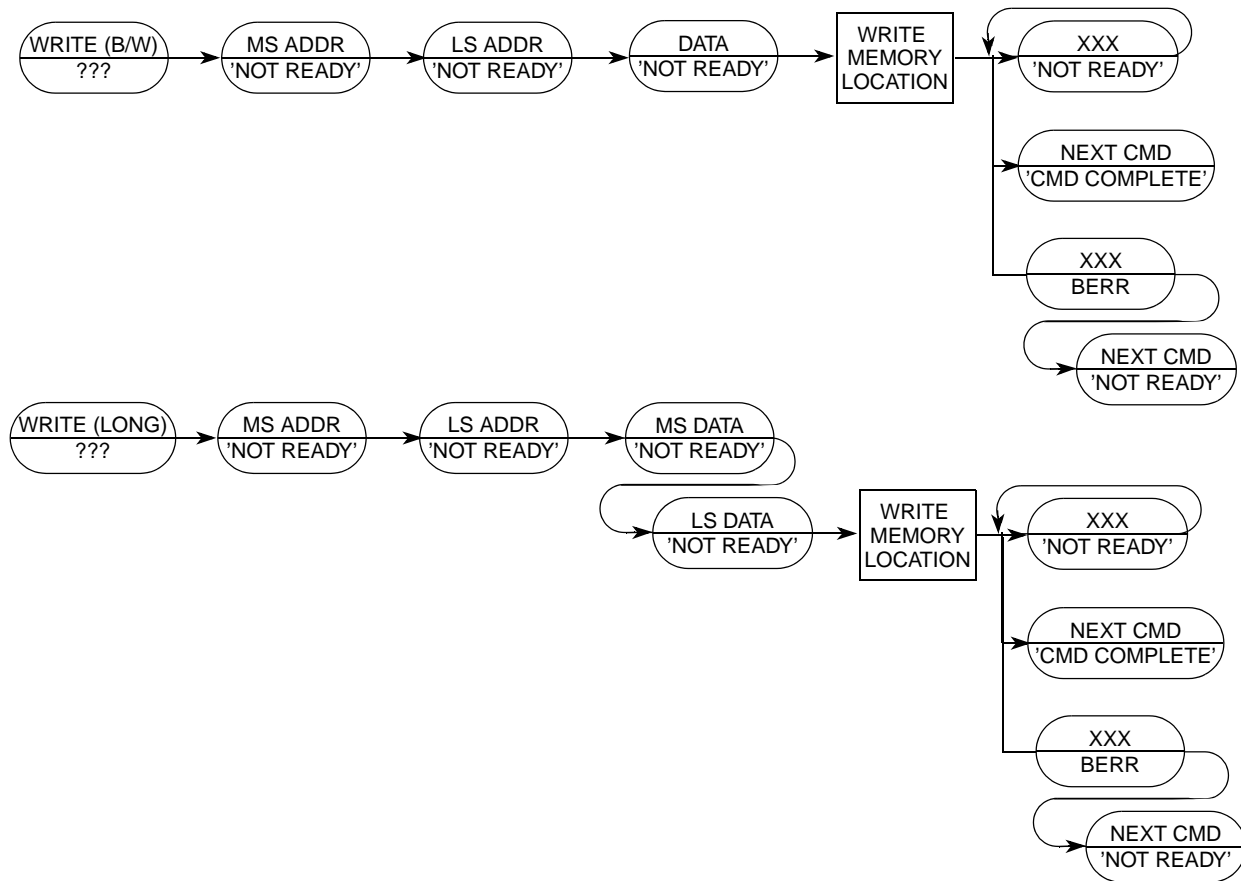 WRITE (B/W)
???
MS ADDR
'NOT READY'
LS ADDR
'NOT READY'
DATA
'NOT READY'
WRITE
MEMORY
LOCATION
XXX
'NOT READY'
NEXT CMD
'CMD COMPLETE'
XXX
BERR
NEXT CMD
'NOT READY'
WRITE (LONG)
???
MS ADDR
'NOT READY'
LS ADDR
'NOT READY'
MS DATA
'NOT READY'
LS DATA
'NOT READY'
WRITE
MEMORY
LOCATION
XXX
'NOT READY'
NEXT CMD
'CMD COMPLETE'
XXX
BERR
NEXT CMD
'NOT READY'